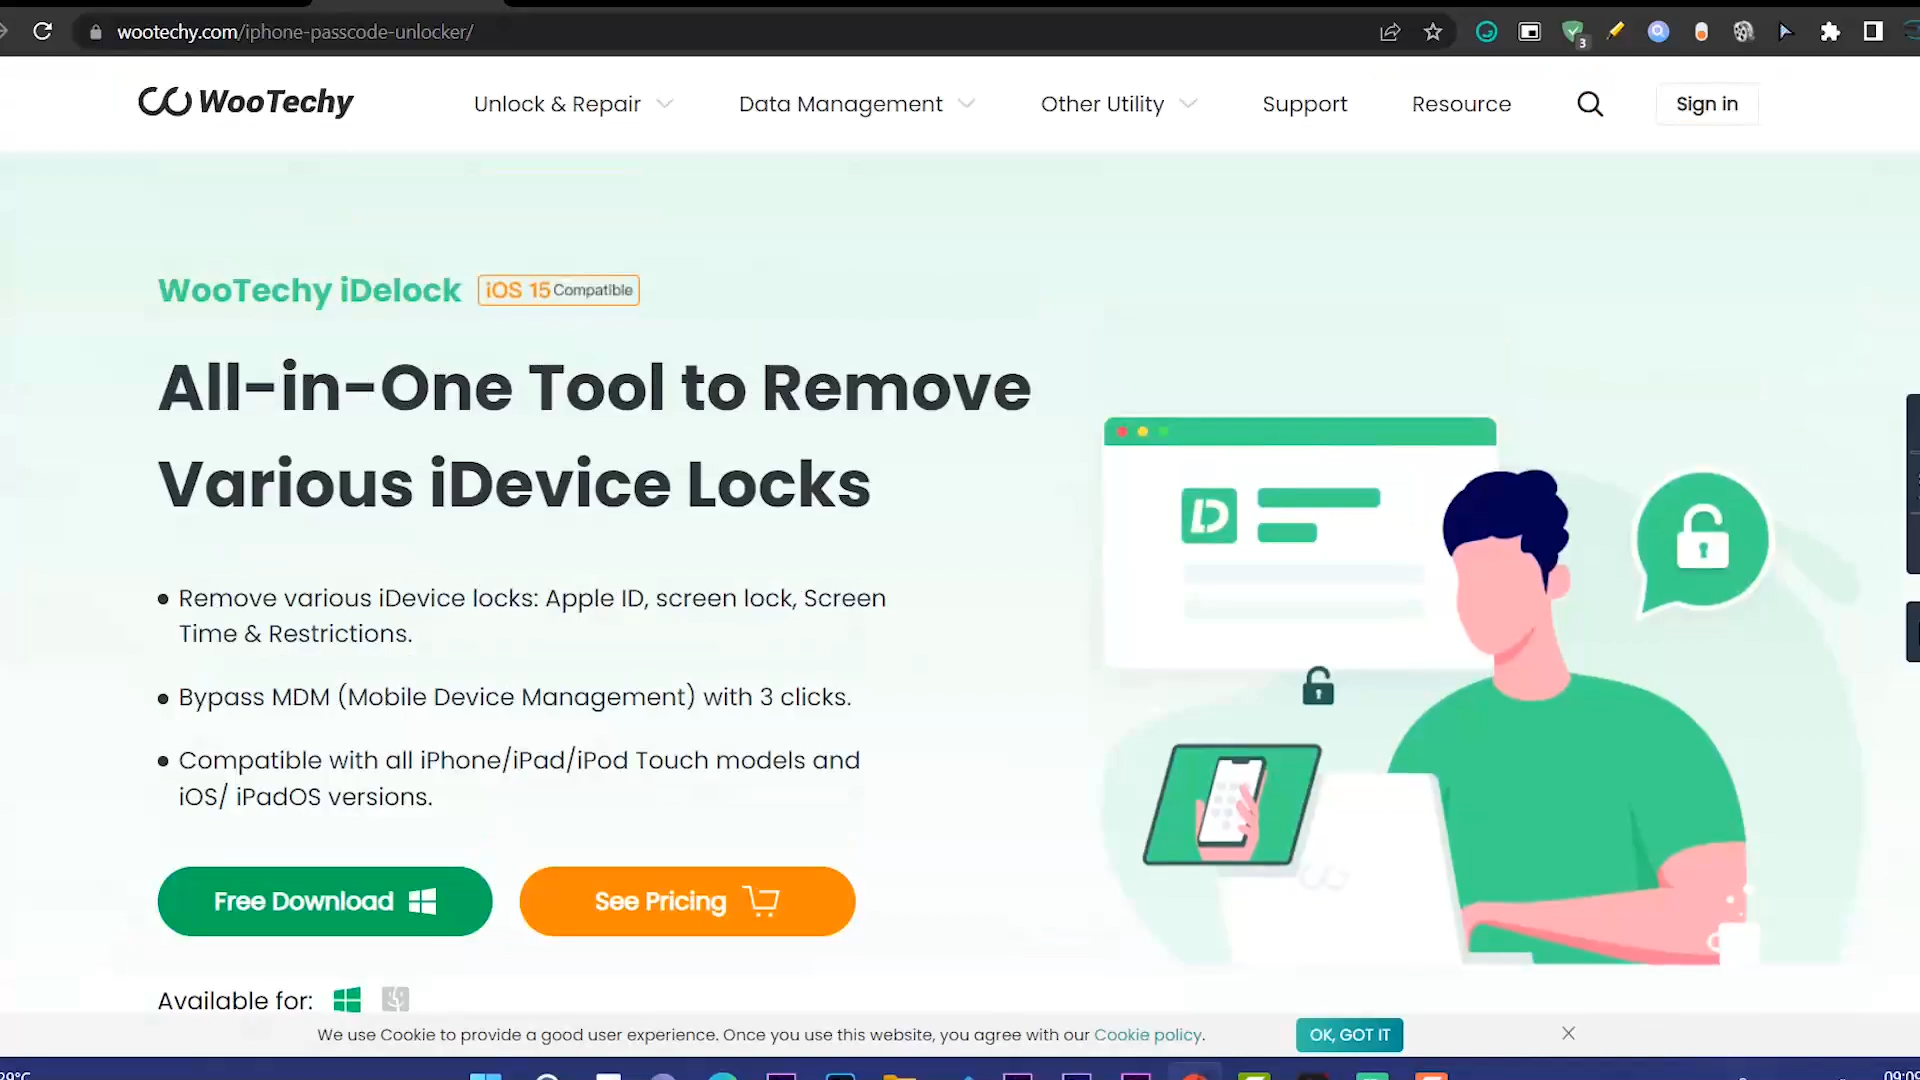 wootechy.com/iphone-passcode-unlocker/
3
WooTechy
Unlock & Repair
Data Management
Other Utility
Support
Resource
Sign in
WooTechy iDelock
iOS 15 Compatible
All-in-One Tool to Remove
Various iDevice Locks
● Remove various iDevice locks: Apple ID, screen lock, Screen
Time & Restrictions.
● Bypass MDM (Mobile Device Management) with 3 clicks.
● Compatible with all iPhone/iPad/iPod Touch models and
iOS/ iPadOS versions.
Free Download
See Pricing
Available for:
We use Cookie to provide a good user experience. Once you use this website, you agree with our Cookie policy.
OK, GOT IT